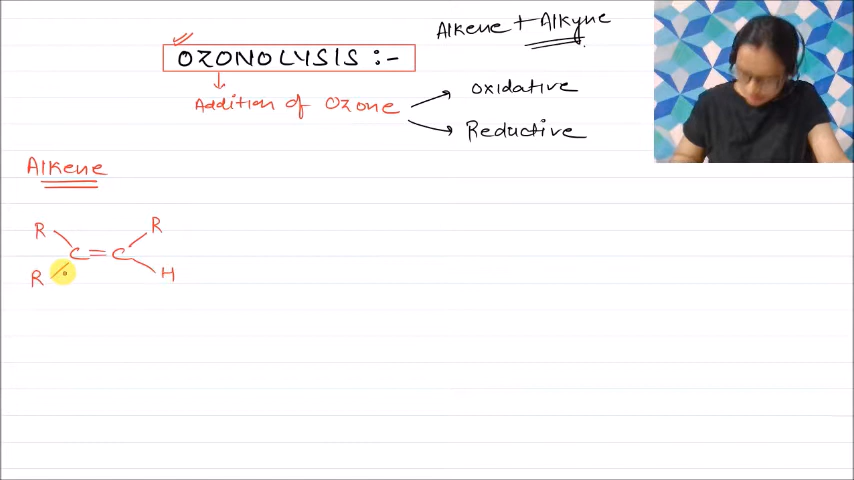 Alkene + Alkyne
OZONOLYSIS :-
Addition of Ozone
Oxidative
Reductive
Alkene
R R
C = C
R H